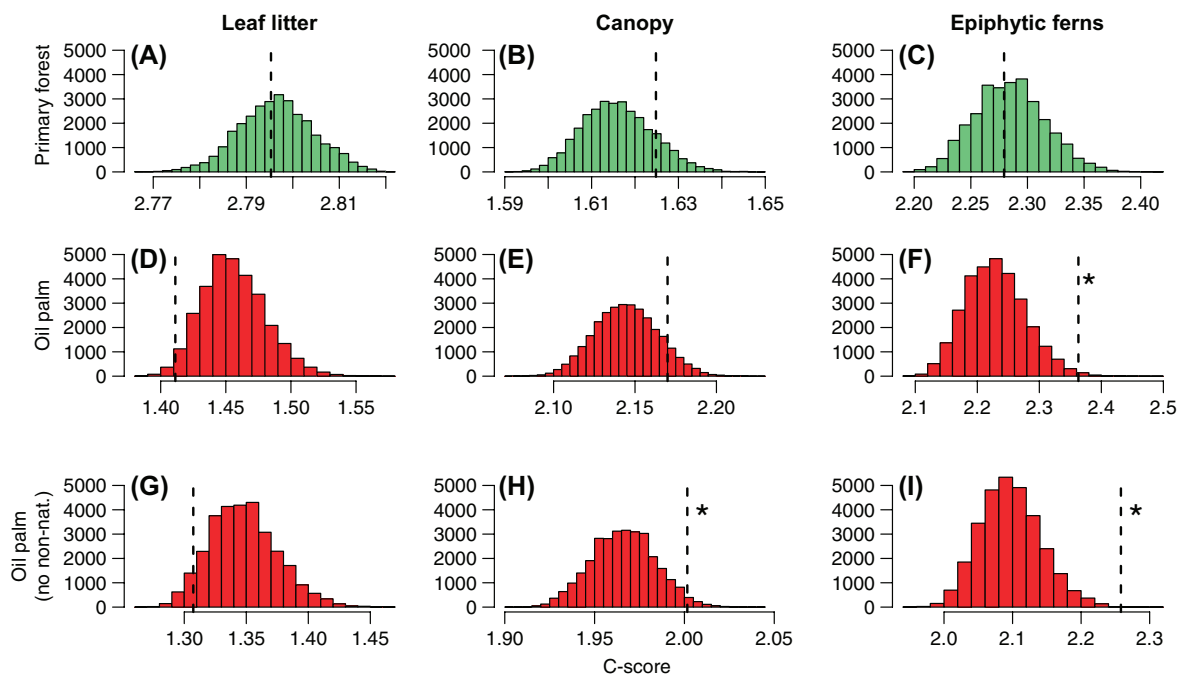 Leaf litter Canopy Epiphytic ferns
Primary forest
(A) (B) (C)
5000 5000 5000
4000 4000 4000
3000 3000 3000
2000 2000 2000
1000 1000 1000
0 0 0
2.77 2.79 2.81 1.59 1.61 1.63 1.65 2.20 2.25 2.30 2.35 2.40
Oil palm
(D) (E) (F)
5000 5000 5000
4000 4000 4000 *
3000 3000 3000
2000 2000 2000
1000 1000 1000
0 0 0
1.40 1.45 1.50 1.55 2.10 2.15 2.20 2.1 2.2 2.3 2.4 2.5
Oil palm
(no non-nat.)
(G) (H) (I)
5000 5000 5000
4000 4000 * 4000 *
3000 3000 3000
2000 2000 2000
1000 1000 1000
0 0 0
1.30 1.35 1.40 1.45 1.90 1.95 2.00 2.05 2.0 2.1 2.2 2.3
C-score